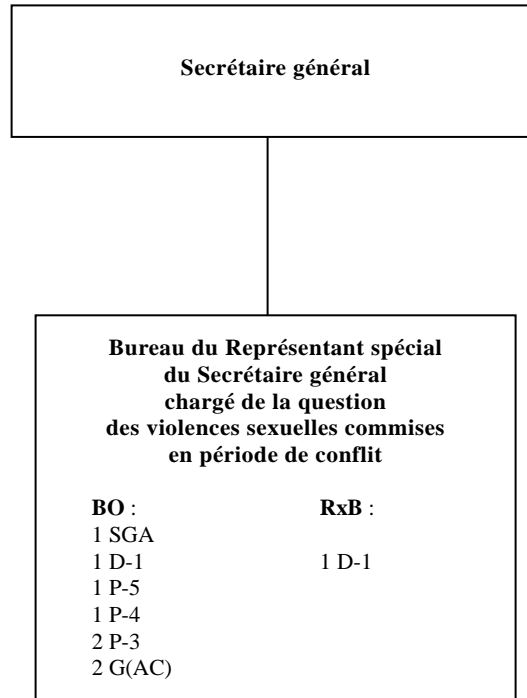 Secrétaire général
Bureau du Représentant spécial
du Secrétaire général
chargé de la question
des violences sexuelles commises
en période de conflit
BO : RxB :
1 SGA
1 D-1 1 D-1
1 P-5
1 P-4
2 P-3
2 G(AC)